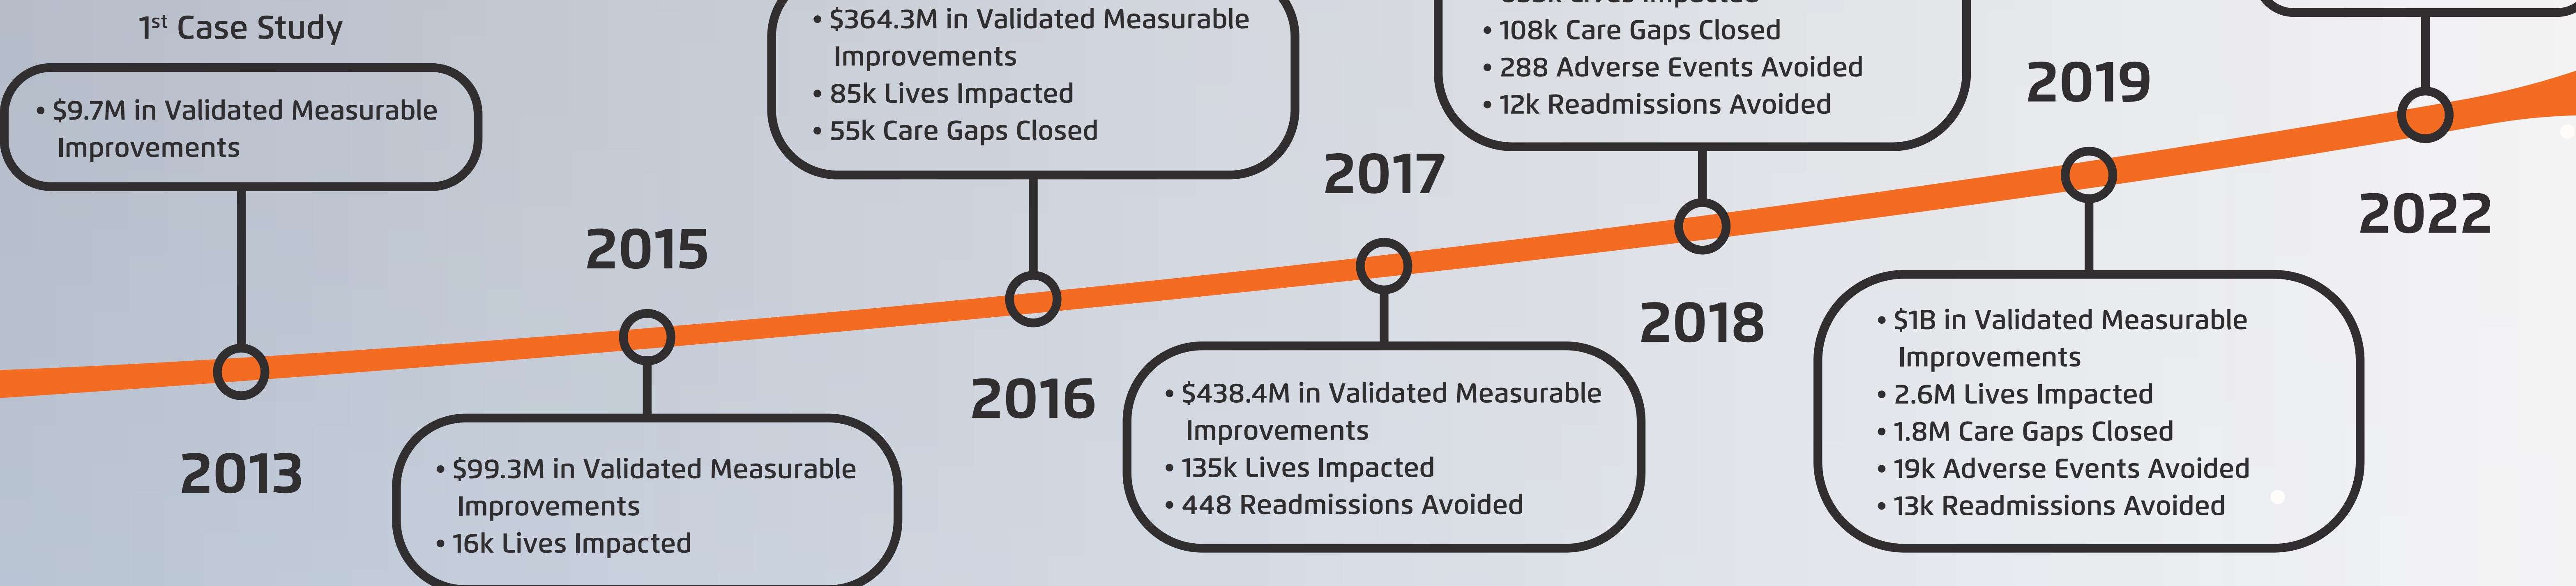 1st Case Study
• $9.7M in Validated Measurable
Improvements
2013
2015
• $99.3M in Validated Measurable
Improvements
• 16k Lives Impacted
• $364.3M in Validated Measurable
Improvements
• 85k Lives Impacted
• 55k Care Gaps Closed
2016
2017
• $438.4M in Validated Measurable
Improvements
• 135k Lives Impacted
• 448 Readmissions Avoided
Lives Impacted
• 108k Care Gaps Closed
• 288 Adverse Events Avoided
• 12k Readmissions Avoided
2018
2019
• $1B in Validated Measurable
Improvements
• 2.6M Lives Impacted
• 1.8M Care Gaps Closed
• 19k Adverse Events Avoided
• 13k Readmissions Avoided
2022